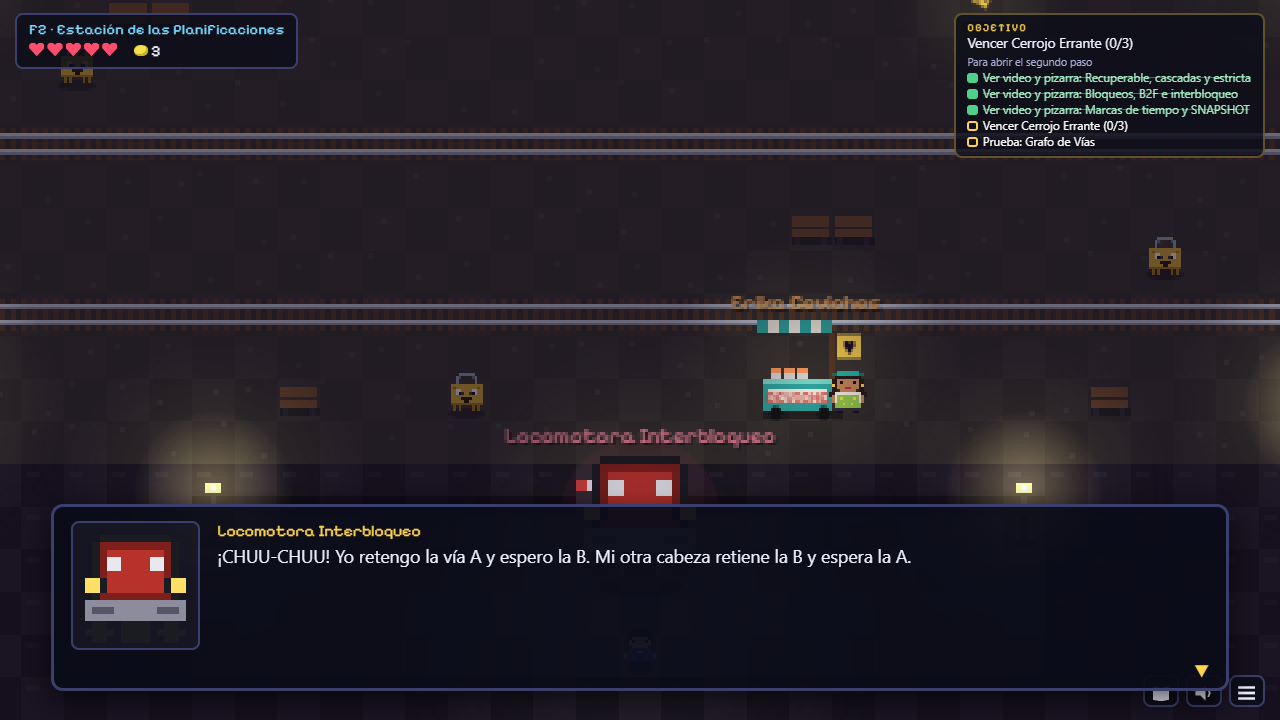 F2 · Estación de las Planificaciones
3
OBJETIVO
Vencer Cerrojo Errante (0/3)
Para abrir el segundo paso
Ver video y pizarra: Recuperable, cascadas y estricta
Ver video y pizarra: Bloqueos, B2F e interbloqueo
Ver video y pizarra: Marcas de tiempo y SNAPSHOT
Vencer Cerrojo Errante (0/3)
Prueba: Grafo de Vías
Locomotora Interbloqueo
Locomotora Interbloqueo
¡CHUU-CHUU! Yo retengo la vía A y espero la B. Mi otra cabeza retiene la B y espera la A.